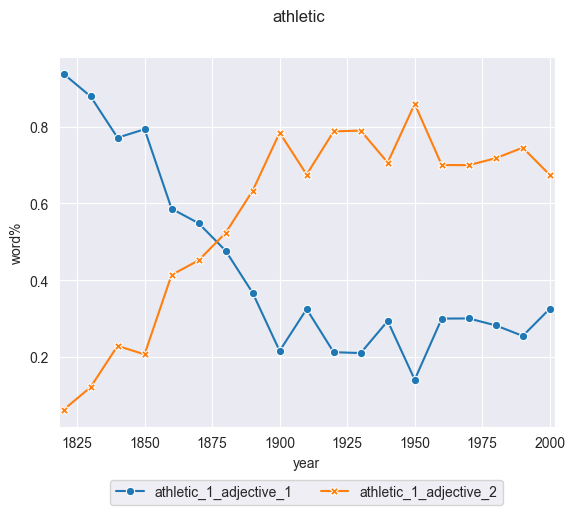 athletic
word%
0.8
0.6
0.4
0.2
1825 1850 1875 1900 1925 1950 1975 2000
year
athletic_1_adjective_1 athletic_1_adjective_2